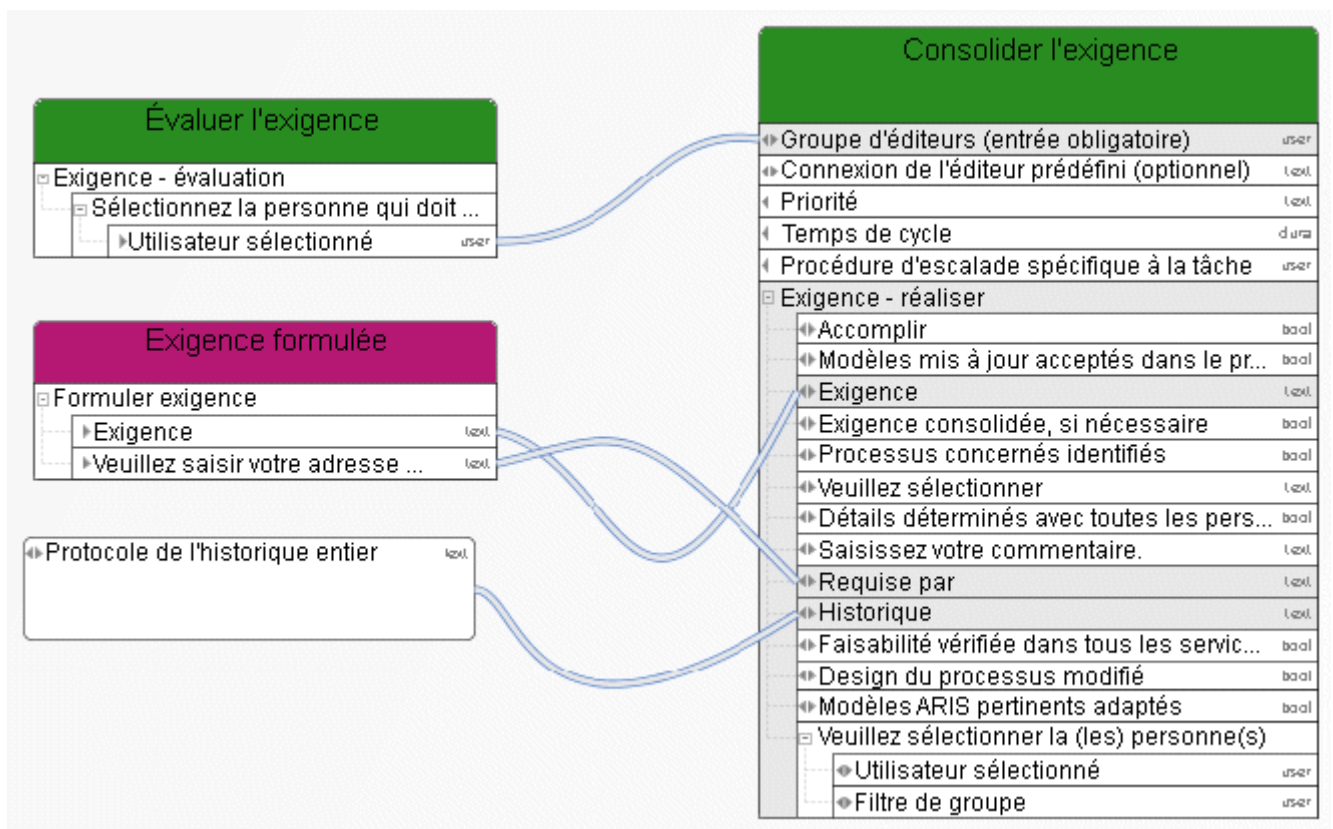 Évaluer l'exigence
Exigence - évaluation
Sélectionnez la personne qui doit ...
Utilisateur sélectionné user
Exigence formulée
Formuler exigence
Exigence text
Veuillez saisir votre adresse ... text
Protocole de l'historique entier text
Consolider l'exigence
Groupe d'éditeurs (entrée obligatoire) user
Connexion de l'éditeur prédéfini (optionnel) text
Priorité text
Temps de cycle dura
Procédure d'escalade spécifique à la tâche user
Exigence - réaliser
Accomplir bool
Modèles mis à jour acceptés dans le pr... bool
Exigence text
Exigence consolidée, si nécessaire bool
Processus concernés identifiés bool
Veuillez sélectionner text
Détails déterminés avec toutes les pers... bool
Saisissez votre commentaire. text
Requise par text
Historique text
Faisabilité vérifiée dans tous les servic... bool
Design du processus modifié bool
Modèles ARIS pertinents adaptés bool
Veuillez sélectionner la (les) personne(s)
Utilisateur sélectionné user
Filtre de groupe user